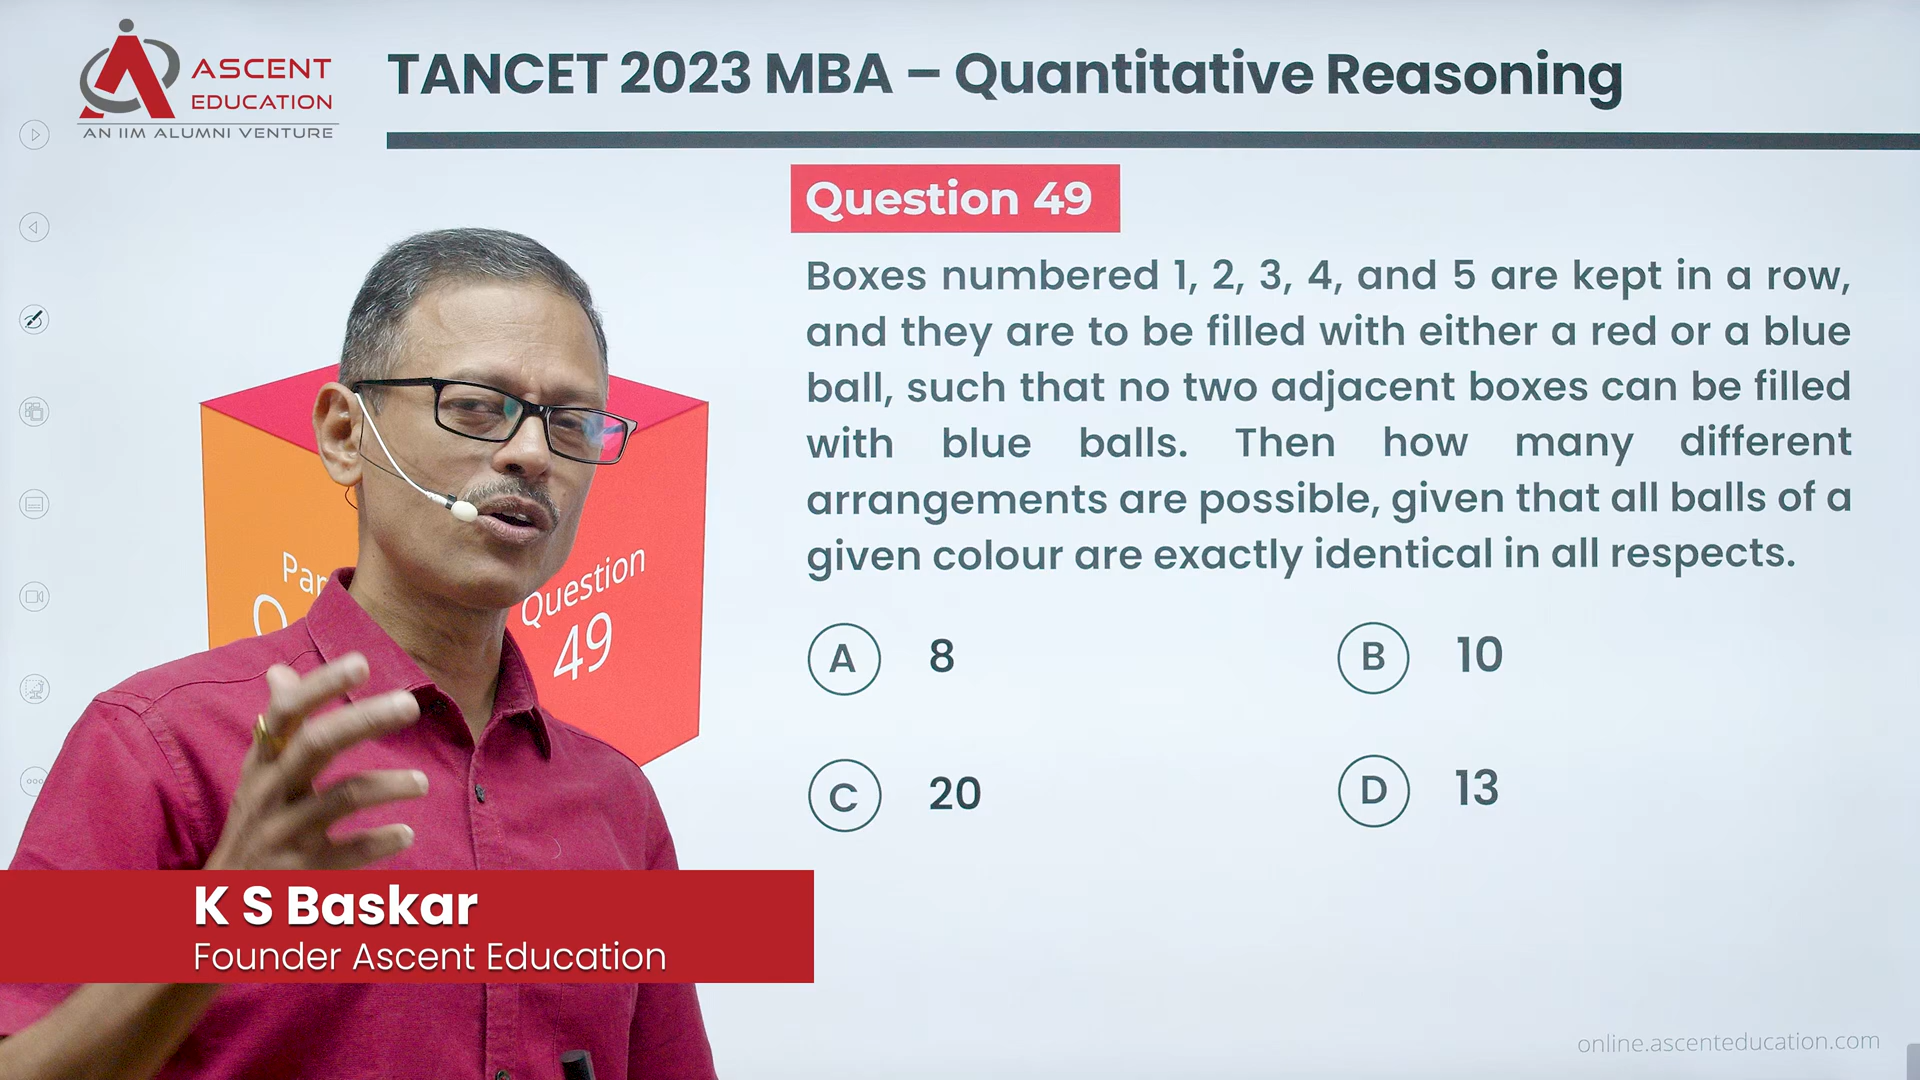 ASCENT
EDUCATION
AN IIM ALUMNI VENTURE
TANCET 2023 MBA – Quantitative Reasoning
Question 49
Boxes numbered 1, 2, 3, 4, and 5 are kept in a row,
and they are to be filled with either a red or a blue
ball, such that no two adjacent boxes can be filled
with blue balls. Then how many different
arrangements are possible, given that all balls of a
given colour are exactly identical in all respects.
A 8
B 10
C 20
D 13
Question
49
K S Baskar
Founder Ascent Education
online.ascenteducation.com